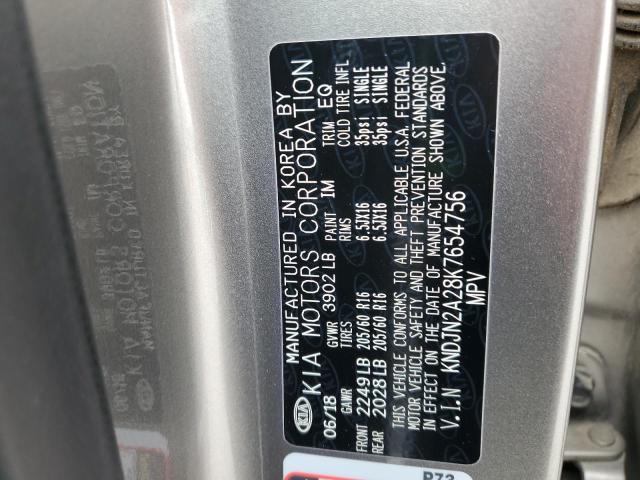 MANUFACTURED IN KOREA BY
KIA KIA MOTORS CORPORATION
06/18 GVWR 3902 LB PAINT 1M TRIM EQ
GAWR TIRES RIMS COLD TIRE INFL
FRONT 2249 LB 205/60 R16 6.5JX16 35psi SINGLE
REAR 2028 LB 205/60 R16 6.5JX16 35psi SINGLE
THIS VEHICLE CONFORMS TO ALL APPLICABLE U.S.A. FEDERAL
MOTOR VEHICLE SAFETY AND THEFT PREVENTION STANDARDS
IN EFFECT ON THE DATE OF MANUFACTURE SHOWN ABOVE.
V.I.N KNDJN2A28K7654756
MPV